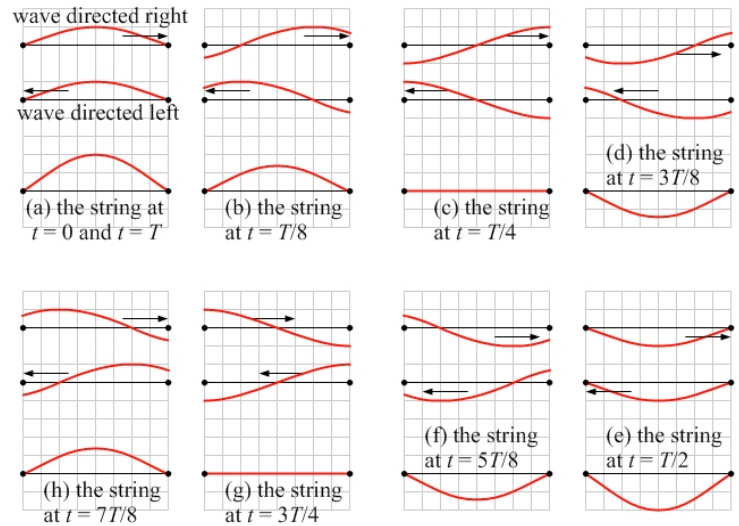 wave directed right
wave directed left
(a) the string at
t = 0 and t = T
(b) the string
at t = T/8
(c) the string
at t = T/4
(d) the string
at t = 3T/8
(h) the string
at t = 7T/8
(g) the string
at t = 3T/4
(f) the string
at t = 5T/8
(e) the string
at t = T/2